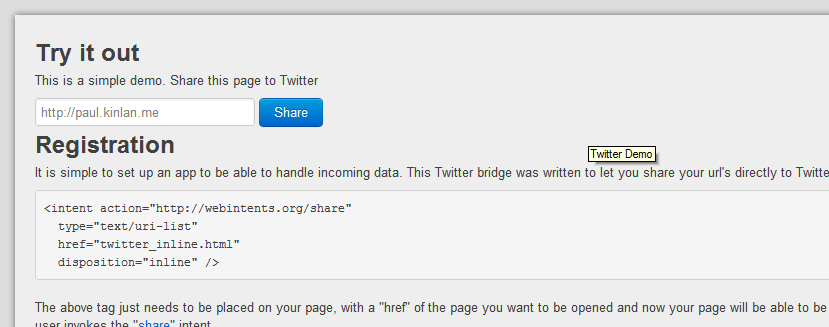 Try it out
This is a simple demo. Share this page to Twitter
http://paul.kinlan.me Share
Registration
Twitter Demo
It is simple to set up an app to be able to handle incoming data. This Twitter bridge was written to let you share your url's directly to Twitte
<intent action="http://webintents.org/share"
type="text/uri-list"
href="twitter_inline.html"
disposition="inline" />
The above tag just needs to be placed on your page, with a "href" of the page you want to be opened and now your page will be able to be
user invokes the "share" intent